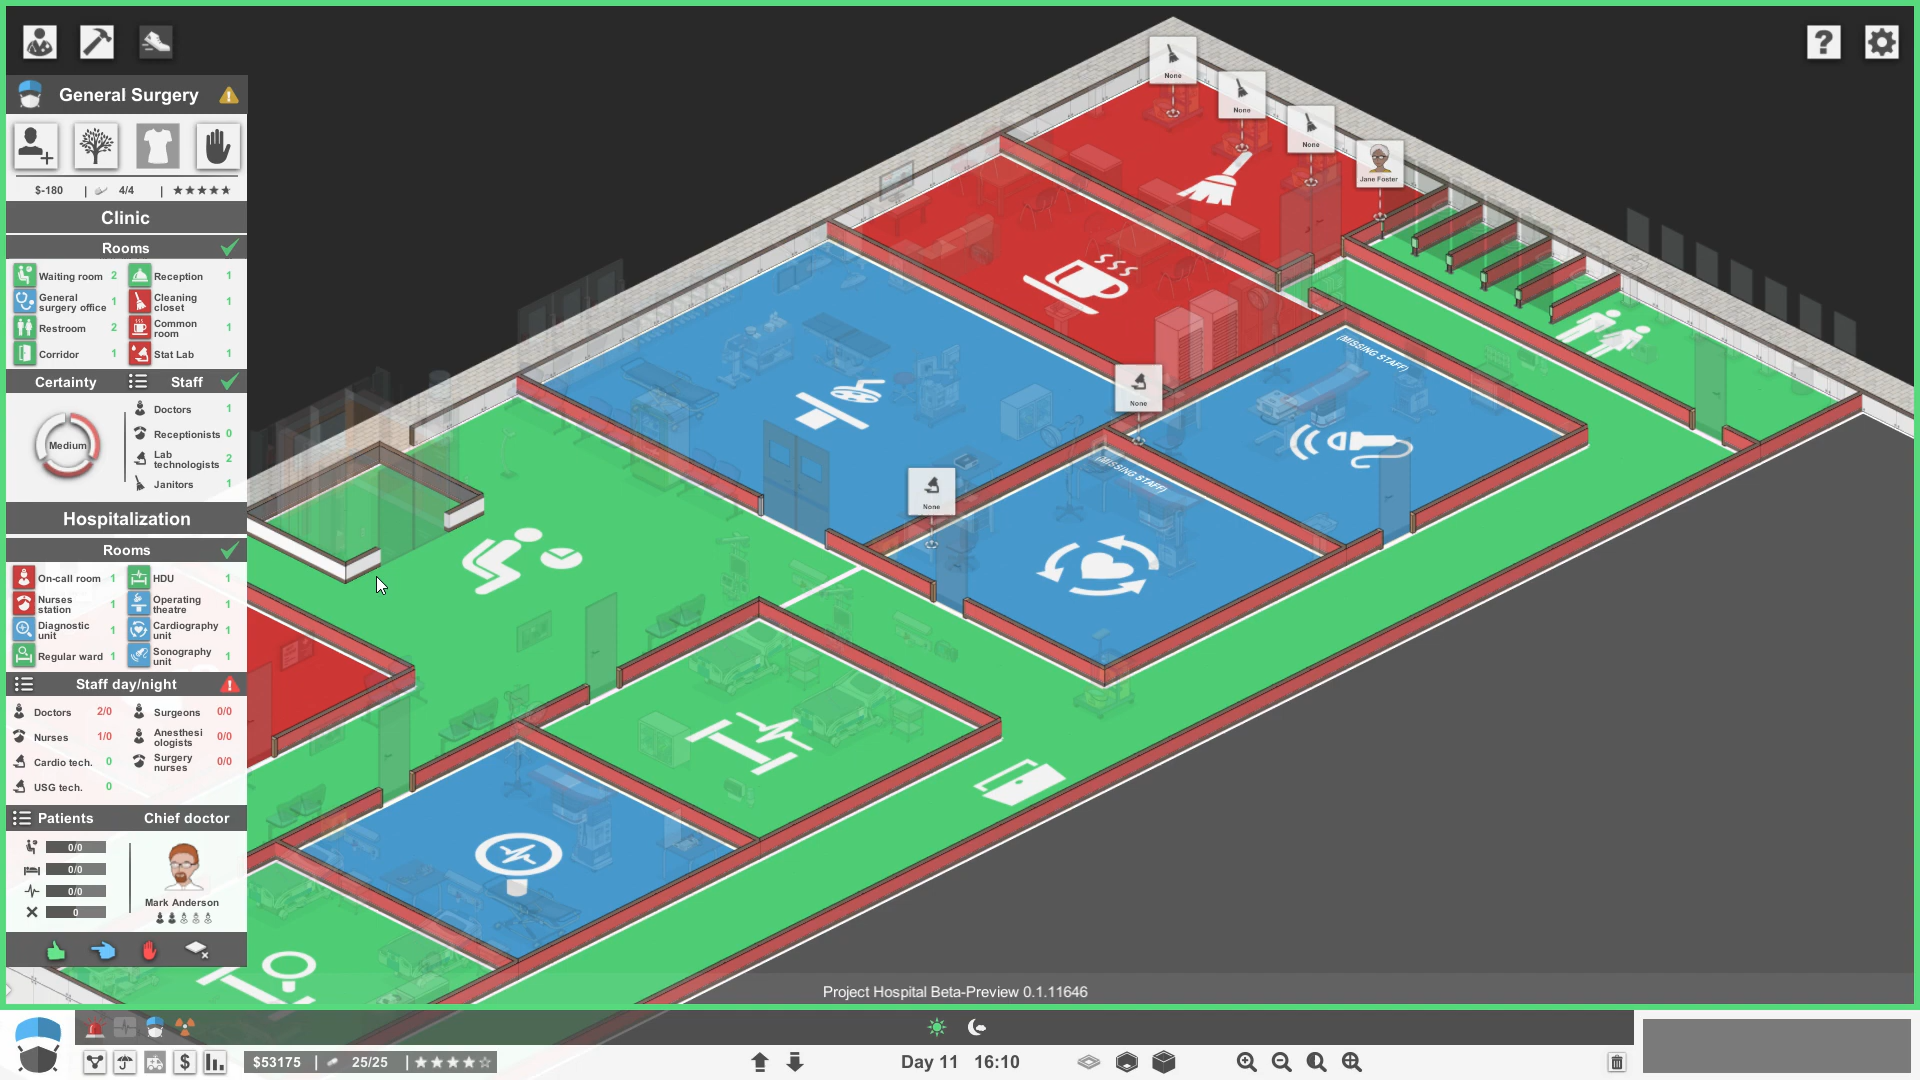 General Surgery
$-180 | 4/4 |
Clinic
Rooms
Waiting room 2
Reception 1
General surgery office 1
Cleaning closet 1
Restroom 2
Common room 1
Corridor 1
Stat Lab 1
Certainty
Staff
Medium
Doctors 1
Receptionists 0
Lab technologists 2
Janitors 1
Hospitalization
Rooms
On-call room 1
HDU 1
Nurses station 1
Operating theatre 1
Diagnostic unit 1
Cardiography unit 1
Regular ward 1
Sonography unit 1
Staff day/night
Doctors 2/0
Surgeons 0/0
Nurses 1/0
Anesthesiologists 0/0
Cardio tech. 0
Surgery nurses 0/0
USG tech. 0
Patients
Chief doctor
0/0
0/0
0/0
0
Mark Anderson
None
None
None
Jane Foster
None
None
(MISSING STAFF)
(MISSING STAFF)
Project Hospital Beta-Preview 0.1.11646
$53175 | 25/25 |
Day 11 16:10